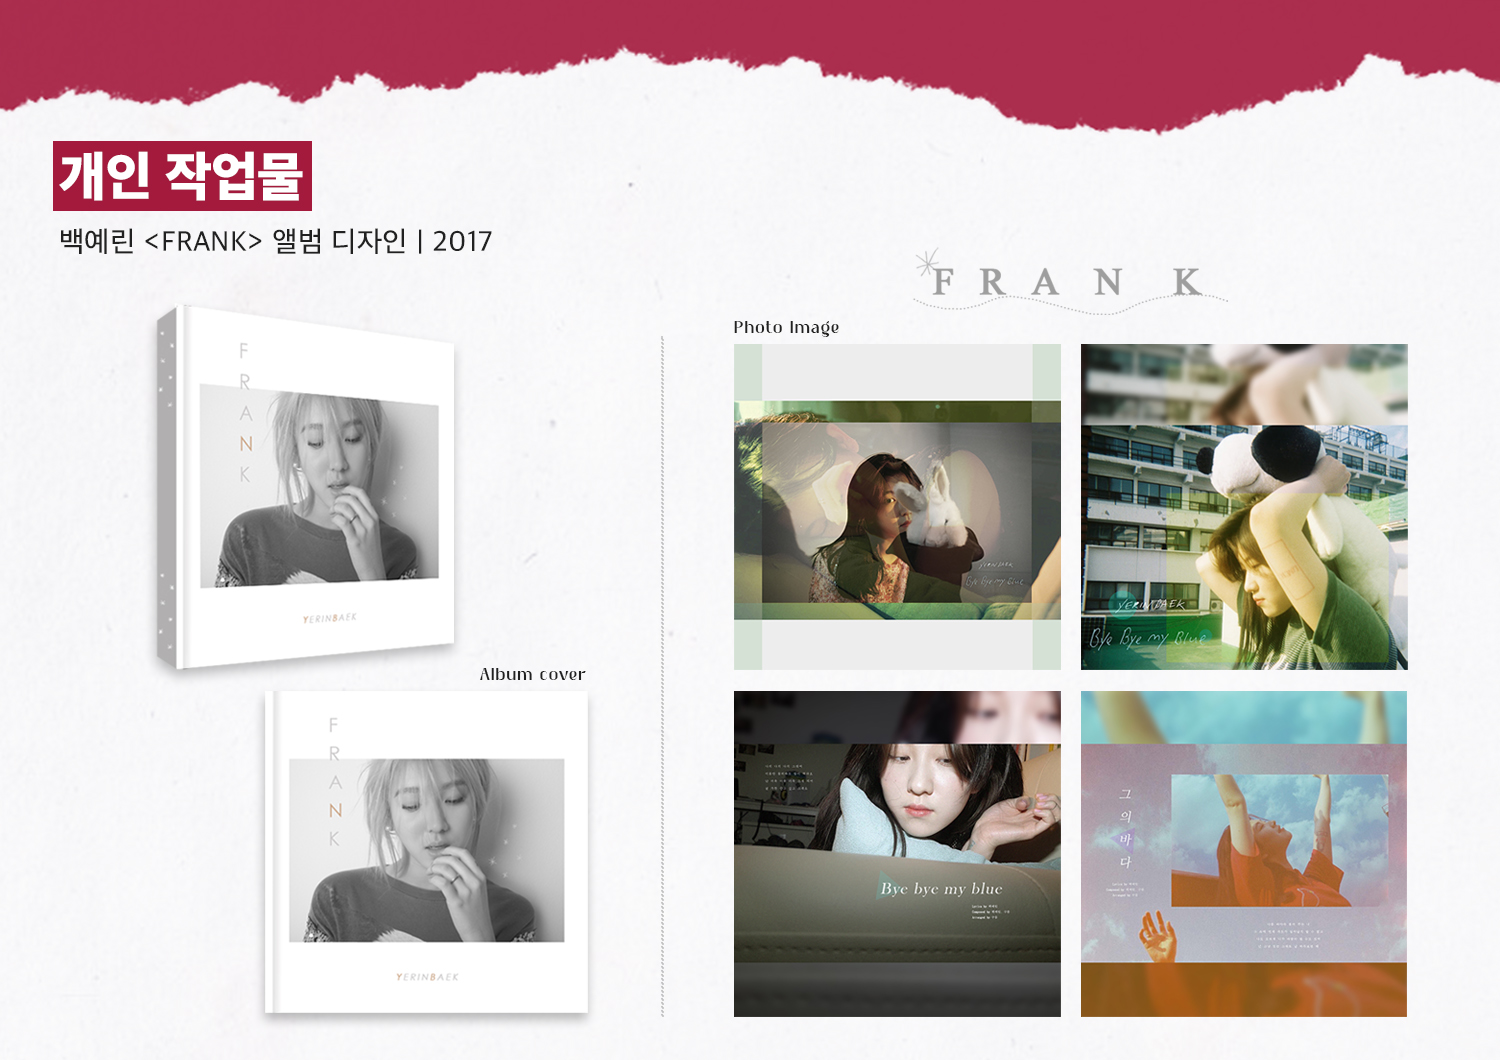 개인 작업물
백예린 <FRANK> 앨범 디자인 | 2017
F
R
A
N
K
YERINBAEK
Album cover
F
R
A
N
K
YERINBAEK
FRAN K
Photo Image
YERINBAEK
Bye bye my blue
YERINBAEK
Bye Bye my Blue
Bye bye my blue
그
의
바
다